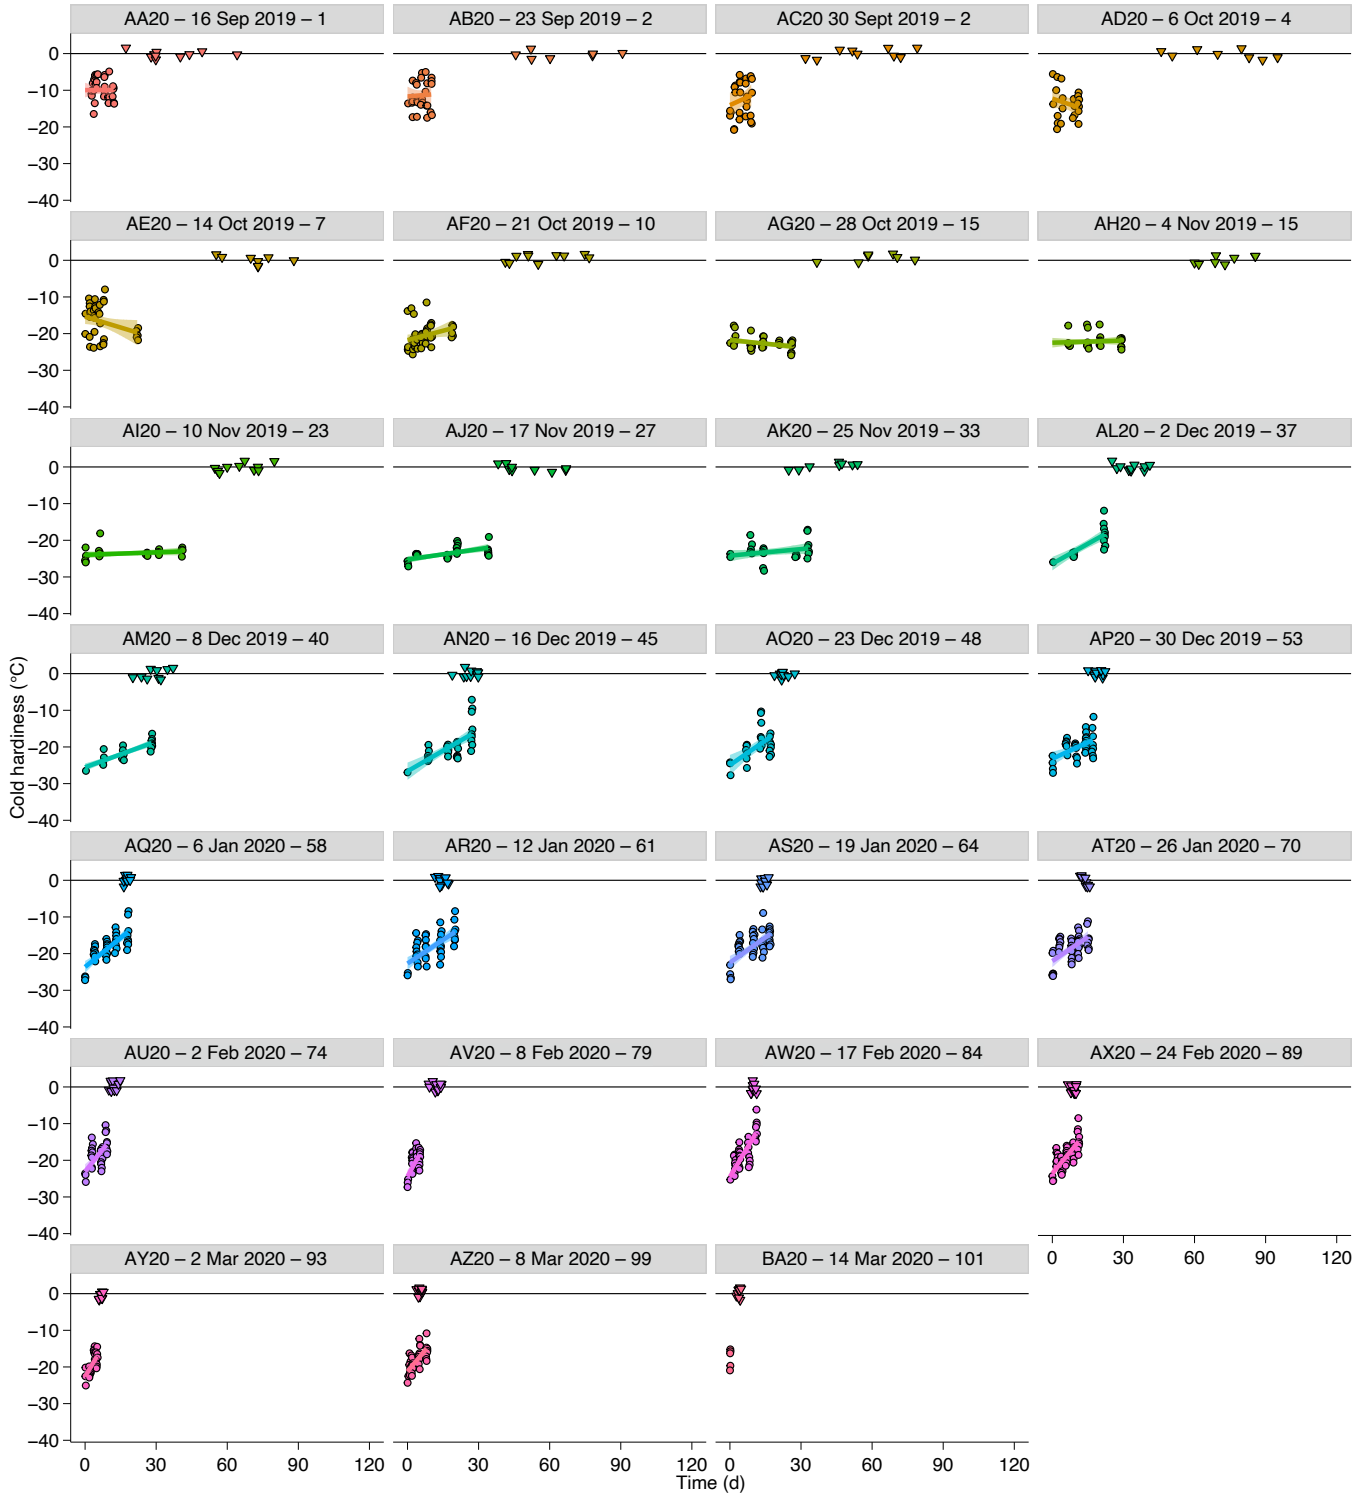 AA20 – 16 Sep 2019 – 1
AB20 – 23 Sep 2019 – 2
AC20 30 Sept 2019 – 2
AD20 – 6 Oct 2019 – 4
0
−10
−20
−30
−40
AE20 – 14 Oct 2019 – 7
AF20 – 21 Oct 2019 – 10
AG20 – 28 Oct 2019 – 15
AH20 – 4 Nov 2019 – 15
0
−10
−20
−30
−40
AI20 – 10 Nov 2019 – 23
AJ20 – 17 Nov 2019 – 27
AK20 – 25 Nov 2019 – 33
AL20 – 2 Dec 2019 – 37
0
−10
−20
−30
−40
AM20 – 8 Dec 2019 – 40
AN20 – 16 Dec 2019 – 45
AO20 – 23 Dec 2019 – 48
AP20 – 30 Dec 2019 – 53
0
−10
−20
−30
−40
Cold hardiness (°C)
AQ20 – 6 Jan 2020 – 58
AR20 – 12 Jan 2020 – 61
AS20 – 19 Jan 2020 – 64
AT20 – 26 Jan 2020 – 70
0
−10
−20
−30
−40
AU20 – 2 Feb 2020 – 74
AV20 – 8 Feb 2020 – 79
AW20 – 17 Feb 2020 – 84
AX20 – 24 Feb 2020 – 89
0
−10
−20
−30
−40
0 30 60 90 120
AY20 – 2 Mar 2020 – 93
AZ20 – 8 Mar 2020 – 99
BA20 – 14 Mar 2020 – 101
0
−10
−20
−30
−40
0 30 60 90 120
0 30 60 90 120
0 30 60 90 120
Time (d)